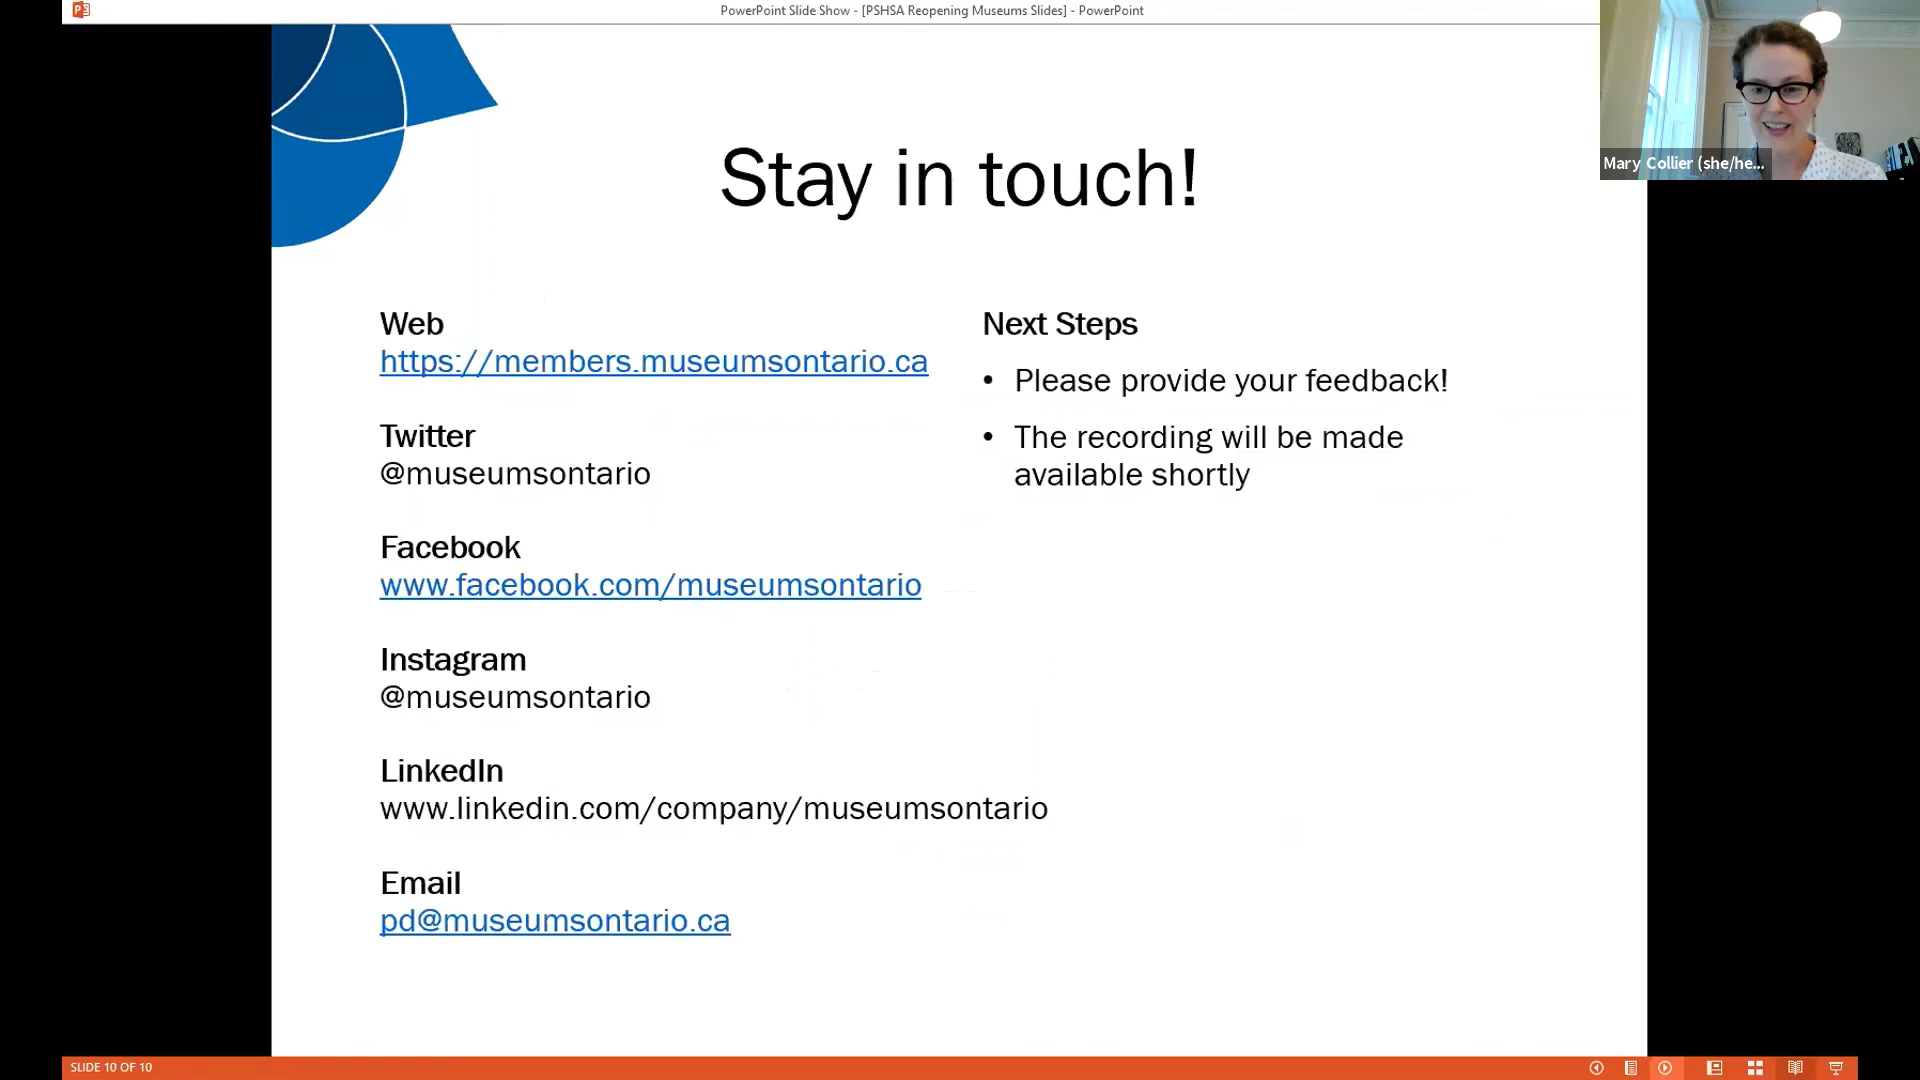 PowerPoint Slide Show - [PSHSA Reopening Museums Slides] - PowerPoint
Mary Collier (she/he...
Stay in touch!
Web
https://members.museumsontario.ca
Twitter
@museumsontario
Facebook
www.facebook.com/museumsontario
Instagram
@museumsontario
LinkedIn
www.linkedin.com/company/museumsontario
Email
pd@museumsontario.ca
Next Steps
• Please provide your feedback!
• The recording will be made
available shortly
SLIDE 10 OF 10